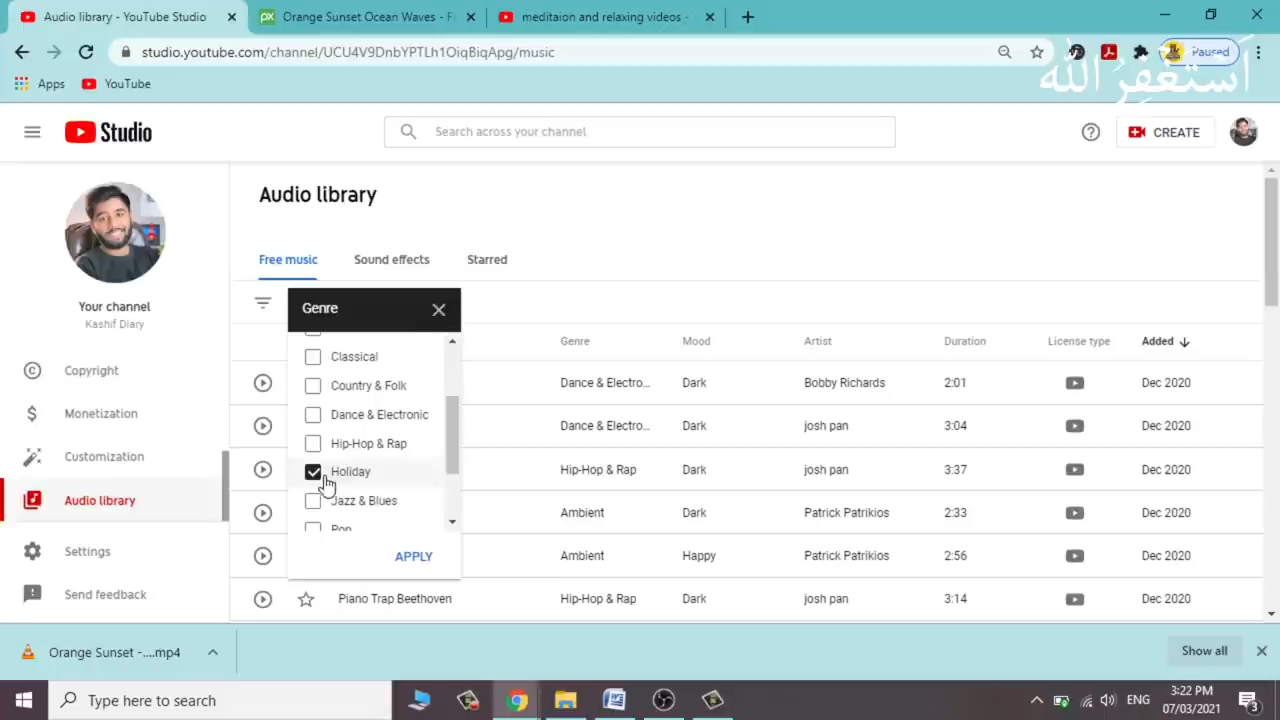 Audio library - YouTube Studio
Orange Sunset Ocean Waves - F
meditaion and relaxing videos -
studio.youtube.com/channel/UCU4V9DnbYPTLh1OiqBiqApg/music
Paused
Apps
YouTube
أَستَغْفِرُ اللّٰه
Studio
Search across your channel
CREATE
Audio library
Free music
Sound effects
Starred
Your channel
Kashif Diary
Copyright
Monetization
Customization
Audio library
Settings
Send feedback
Genre
Classical
Country & Folk
Dance & Electronic
Hip-Hop & Rap
Holiday
Jazz & Blues
Pop
APPLY
Genre Mood Artist Duration License type Added
Dance & Electro... Dark Bobby Richards 2:01 Dec 2020
Dance & Electro... Dark josh pan 3:04 Dec 2020
Hip-Hop & Rap Dark josh pan 3:37 Dec 2020
Ambient Dark Patrick Patrikios 2:33 Dec 2020
Ambient Happy Patrick Patrikios 2:56 Dec 2020
Piano Trap Beethoven Hip-Hop & Rap Dark josh pan 3:14 Dec 2020
Orange Sunset -....mp4
Show all
Type here to search
ENG
3:22 PM
07/03/2021
3